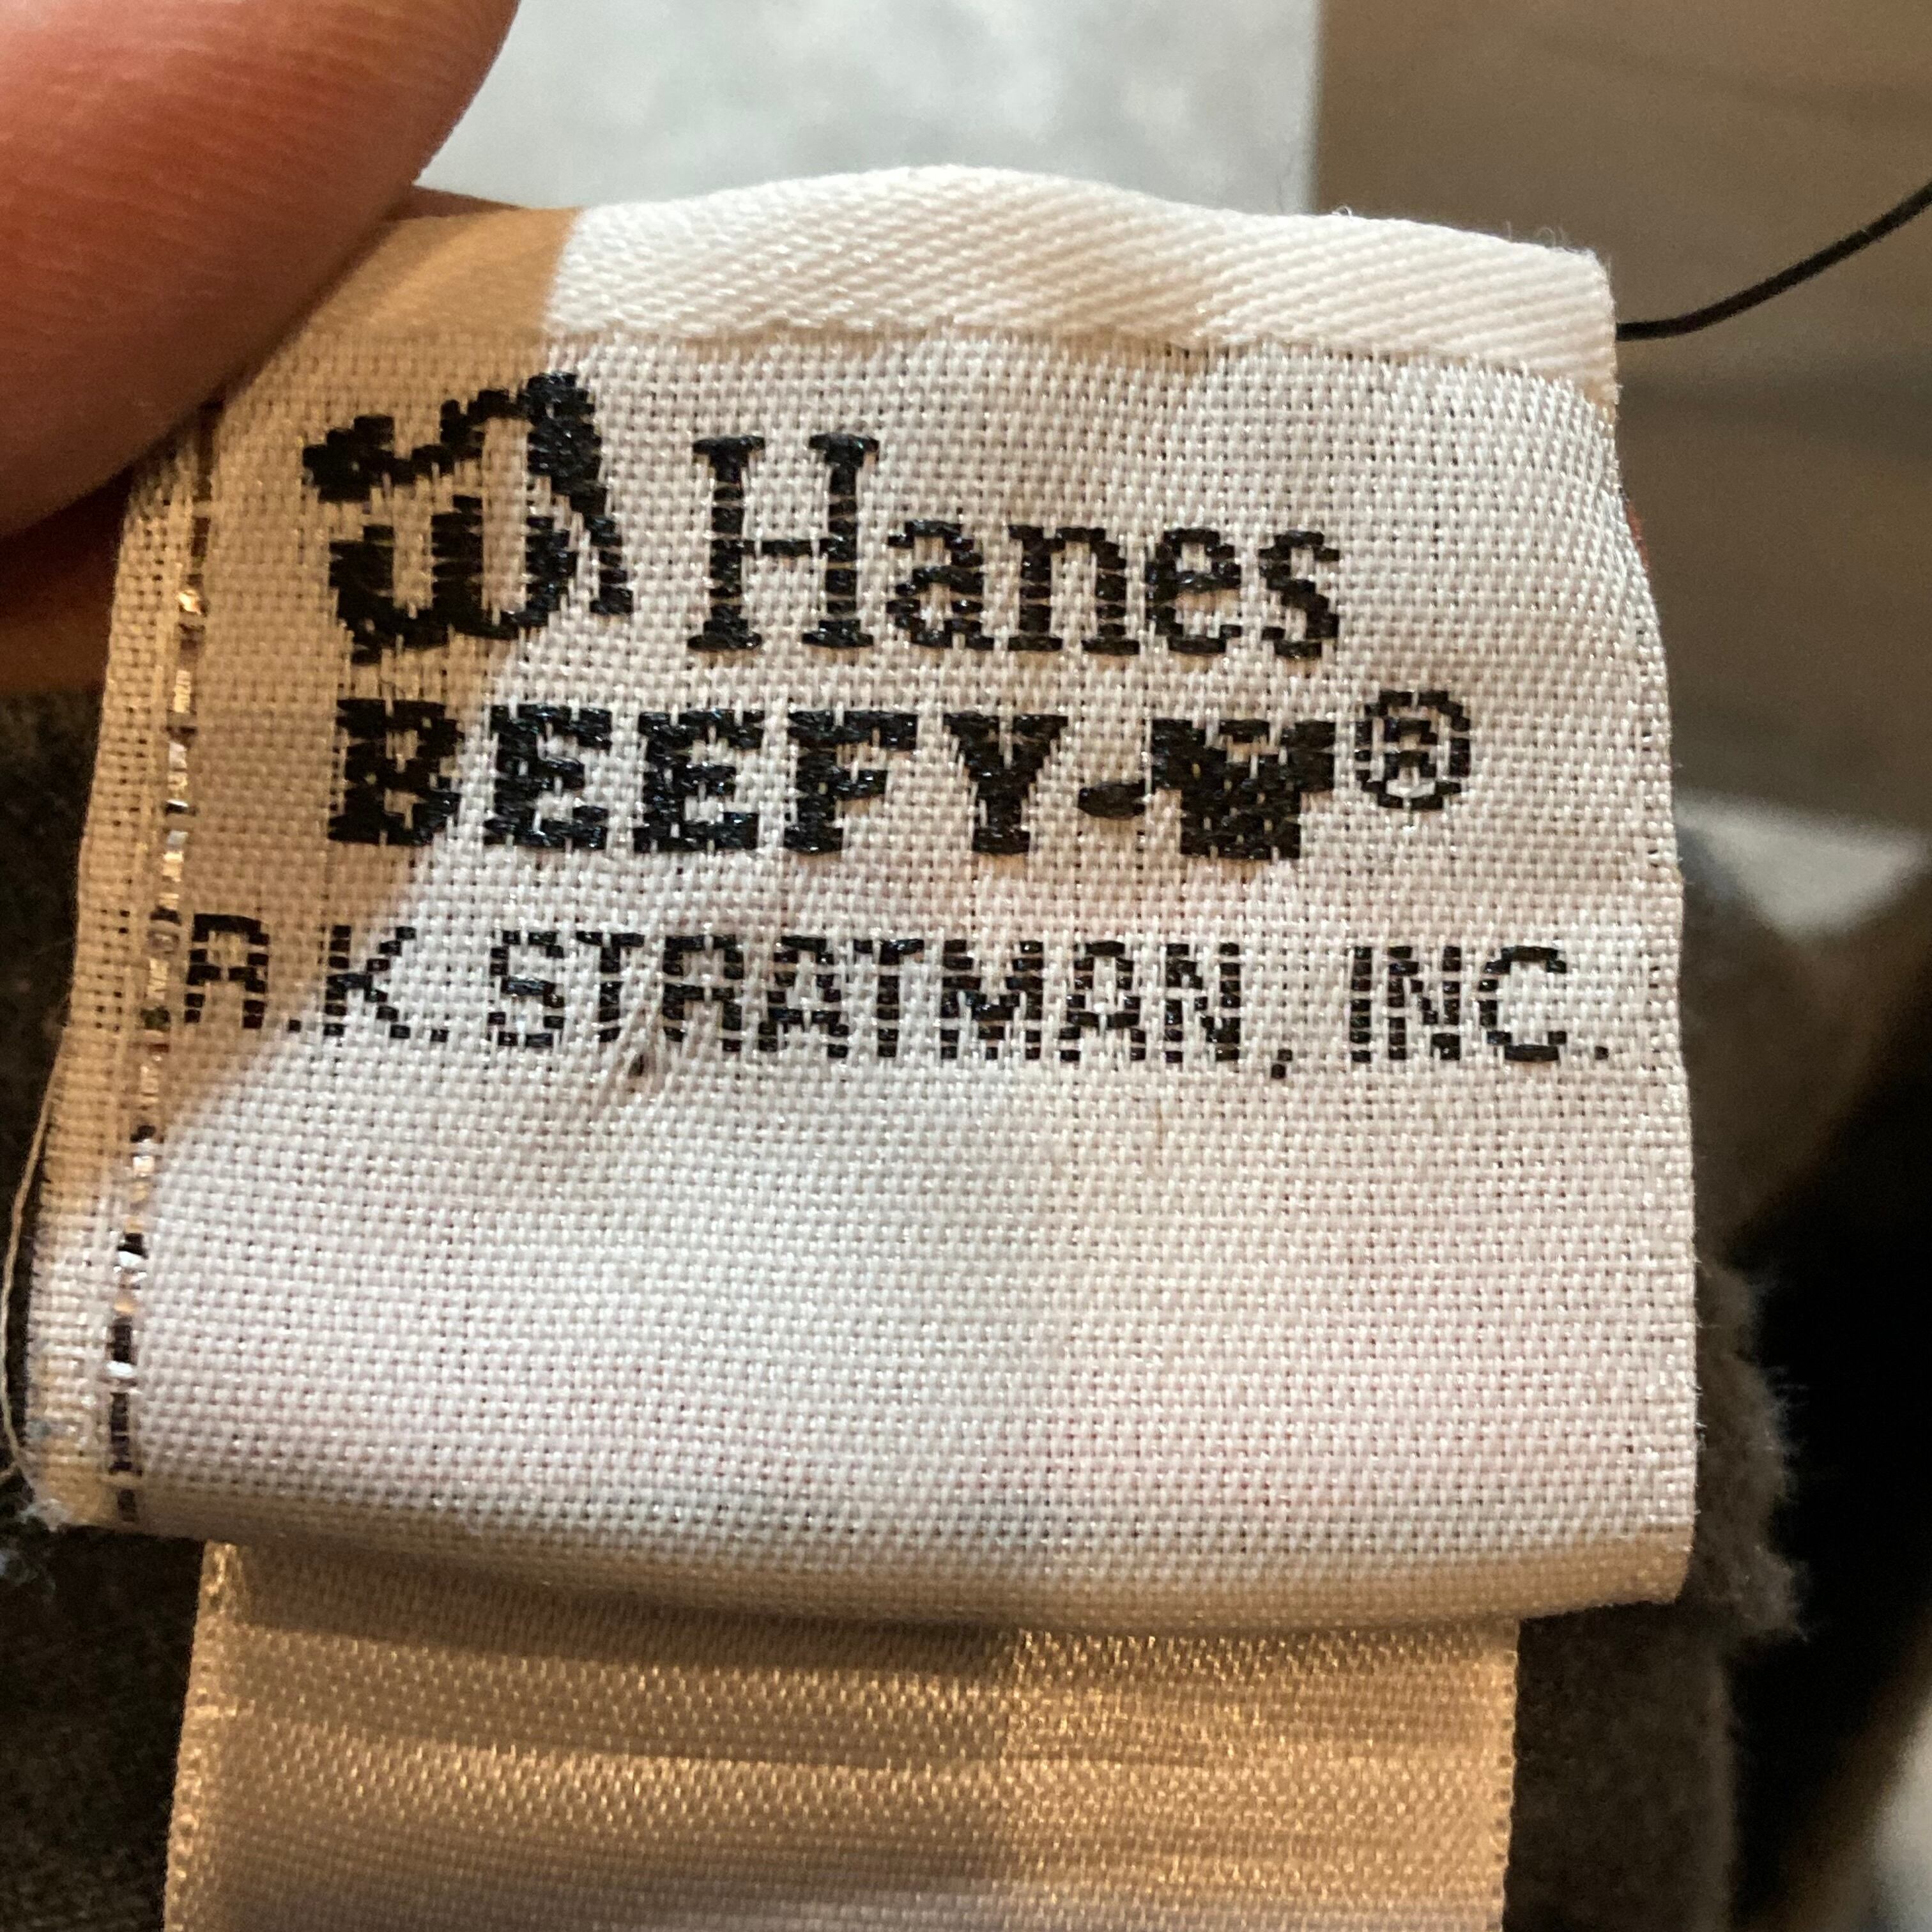 Hanes
BEEFY-T®
R.K. STRATMAN, INC.